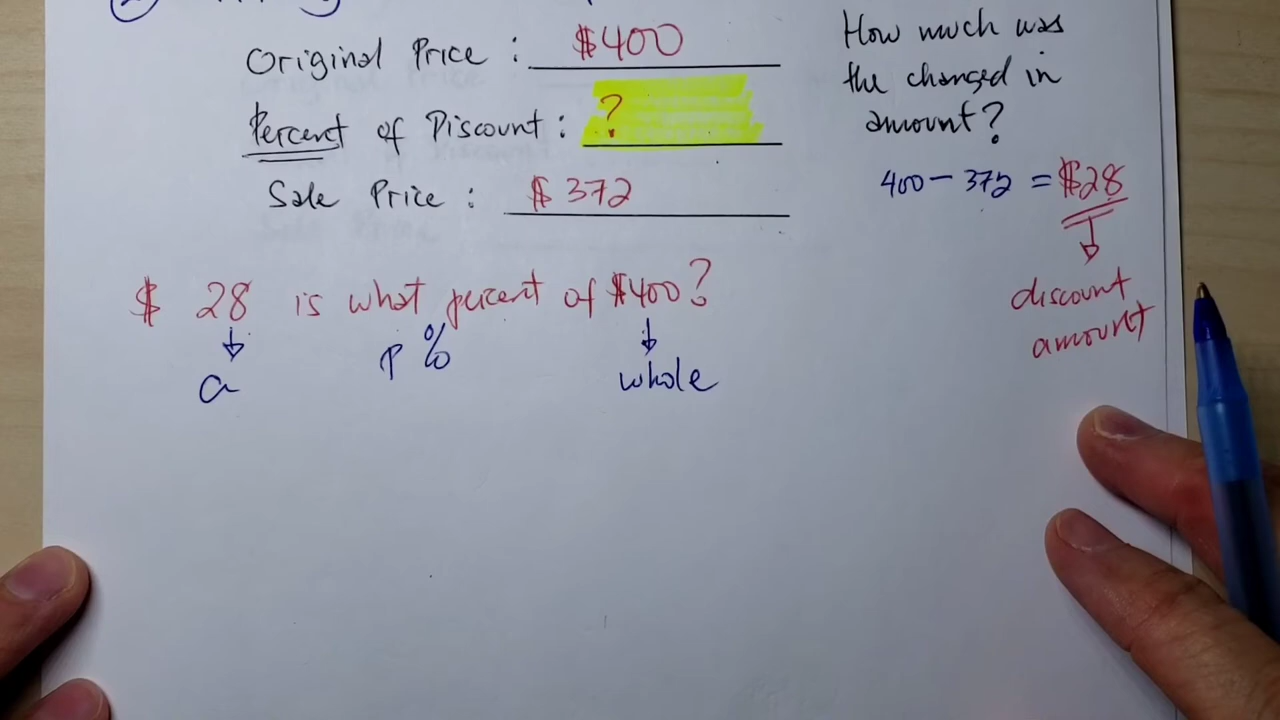 Original Price : $400
Percent of Discount : ?
Sale Price : $372
How much was
the changed in
amount?
400 – 372 = $28
discount
amount
$ 28 is what percent of $400?
a P % whole